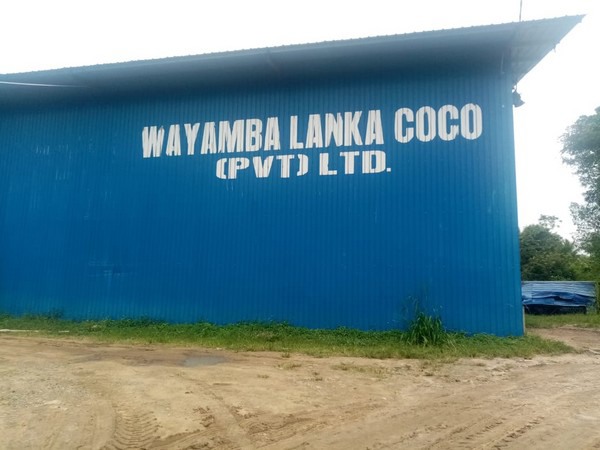 WAYAMBA LANKA COCO
(PVT) LTD.